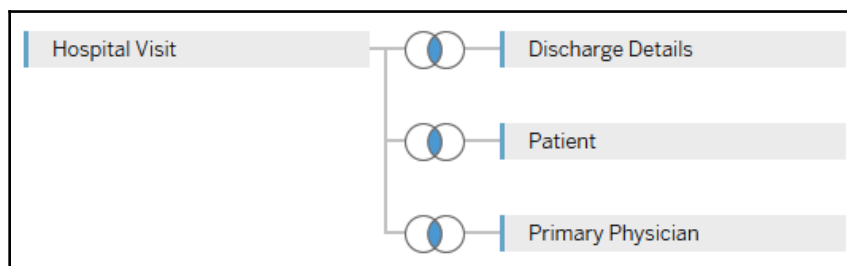 Hospital Visit
Discharge Details
Patient
Primary Physician